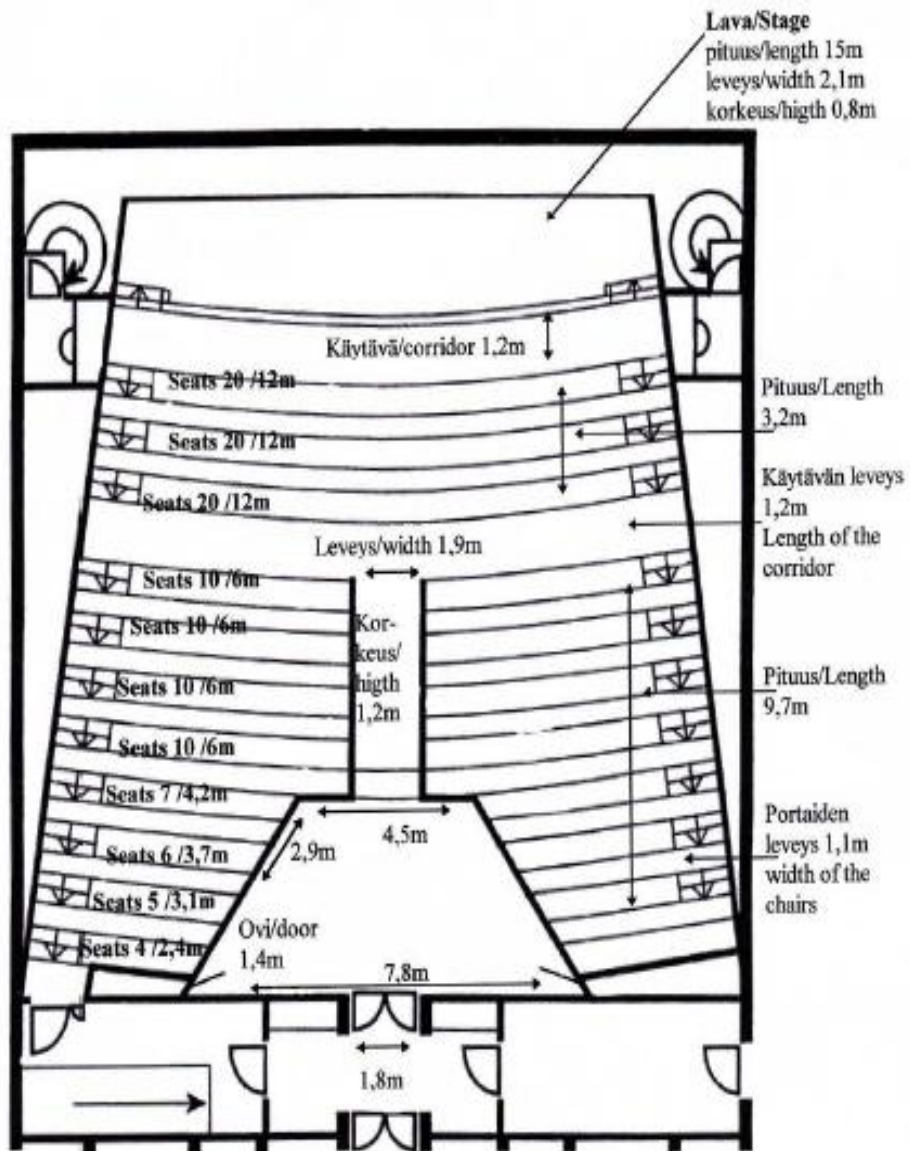 Lava/Stage
pituus/length 15m
leveys/width 2,1m
korkeus/higth 0,8m
Käytävä/corridor 1,2m
Seats 20 /12m
Pituus/Length
3,2m
Seats 20 /12m
Seats 20 /12m
Käytävän leveys
1,2m
Length of the
corridor
Leveys/width 1,9m
Seats 10 /6m
Seats 10 /6m
Kor-
keus/
higth
1,2m
Seats 10 /6m
Pituus/Length
9,7m
Seats 10 /6m
Seats 7 /4,2m
4,5m
2,9m
Portaiden
leveys 1,1m
width of the
chairs
Seats 6 /3,7m
Seats 5 /3,1m
Ovi/door
1,4m
Seats 4 /2,4m
7,8m
1,8m